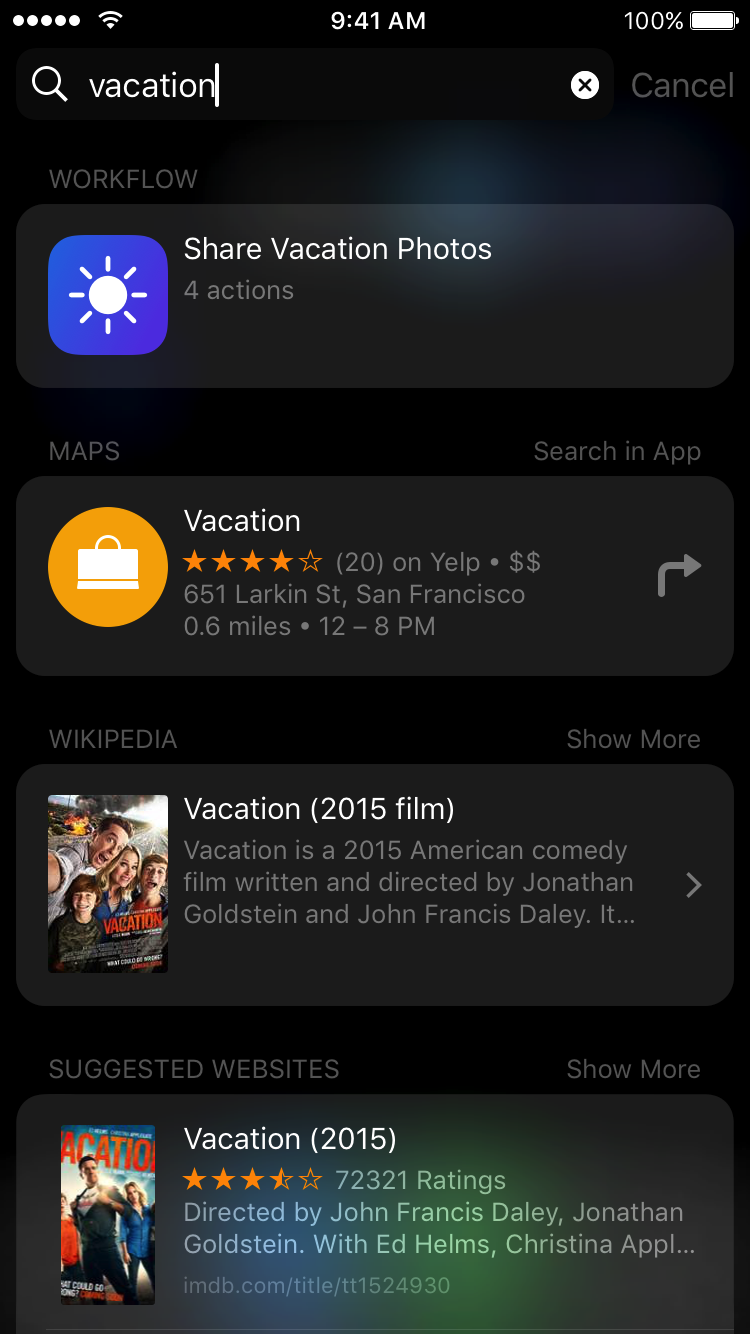 9:41 AM
100%
vacation
Cancel
WORKFLOW
Share Vacation Photos
4 actions
MAPS
Search in App
Vacation
★★★★☆ (20) on Yelp • $$
651 Larkin St, San Francisco
0.6 miles • 12 – 8 PM
WIKIPEDIA
Show More
Vacation (2015 film)
Vacation is a 2015 American comedy
film written and directed by Jonathan
Goldstein and John Francis Daley. It...
VACATION
WHAT COULD GO WRONG?
SUGGESTED WEBSITES
Show More
Vacation (2015)
72321 Ratings
Directed by John Francis Daley, Jonathan
Goldstein. With Ed Helms, Christina Appl...
imdb.com/title/tt1524930
ACATIO
COMING SOON